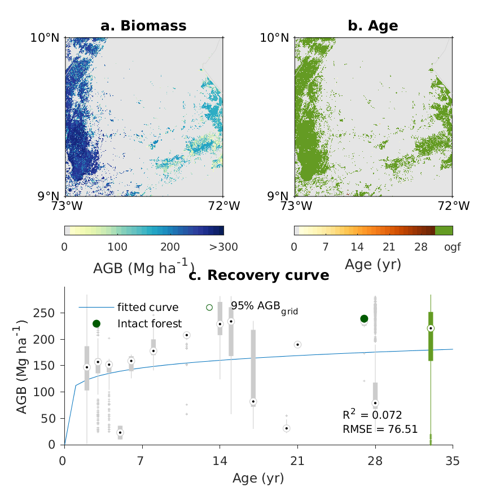 a. Biomass
b. Age
10°N
10°N
9°N
73°W
72°W
9°N
73°W
72°W
0 100 200 >300
AGB (Mg ha⁻¹)
0 7 14 21 28 ogf
Age (yr)
c. Recovery curve
fitted curve
95% AGBgrid
Intact forest
300
250
200
150
100
50
0
AGB (Mg ha⁻¹)
R² = 0.072
RMSE = 76.51
0 7 14 21 28 35
Age (yr)